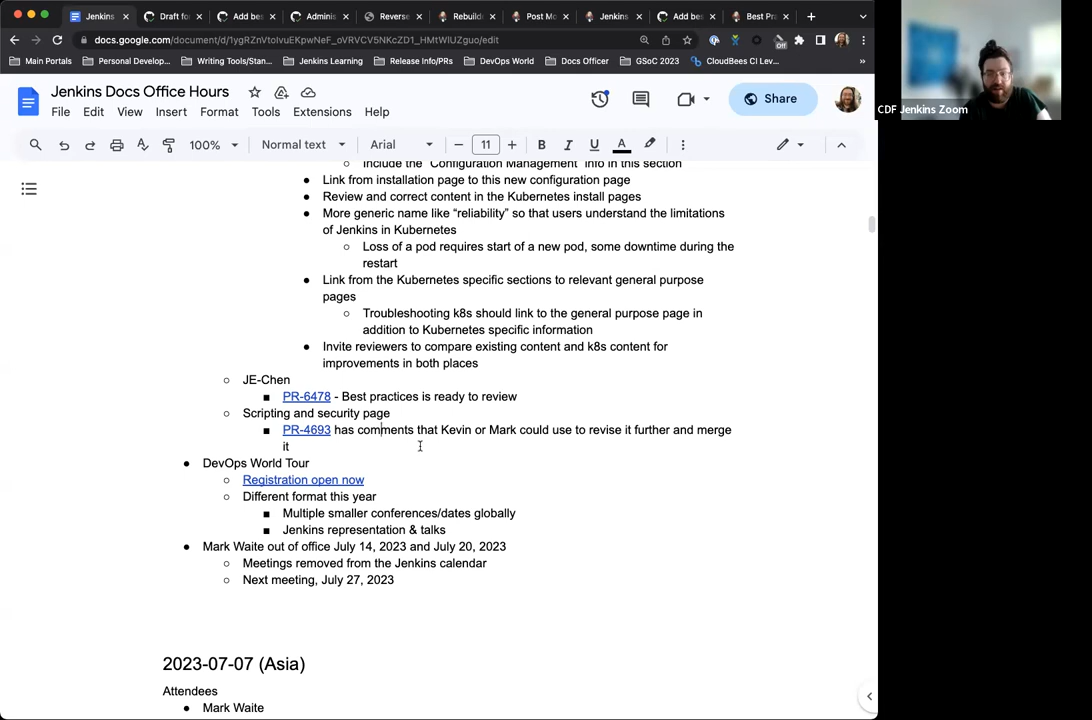 Jenkins
Draft fo
Add bes
Adminis
Reverse
Rebuild
Post Mo
Jenkins
Add bes
Best Pra
docs.google.com/document/d/1ygRZnVtoIvuEKpwNeF_oVRVCV5NKcZD1_HMtWIUZguo/edit
Off
Main Portals
Personal Develop...
Writing Tools/Stan...
Jenkins Learning
Release Info/PRs
DevOps World
Docs Officer
GSoC 2023
CloudBees CI Lev...
Jenkins Docs Office Hours
File Edit View Insert Format Tools Extensions Help
Share
100% Normal text Arial 11 B I U A
Include the "Configuration Management" info in this section
Link from installation page to this new configuration page
Review and correct content in the Kubernetes install pages
More generic name like "reliability" so that users understand the limitations
of Jenkins in Kubernetes
Loss of a pod requires start of a new pod, some downtime during the
restart
Link from the Kubernetes specific sections to relevant general purpose
pages
Troubleshooting k8s should link to the general purpose page in
addition to Kubernetes specific information
Invite reviewers to compare existing content and k8s content for
improvements in both places
JE-Chen
PR-6478 - Best practices is ready to review
Scripting and security page
PR-4693 has comments that Kevin or Mark could use to revise it further and merge
it
DevOps World Tour
Registration open now
Different format this year
Multiple smaller conferences/dates globally
Jenkins representation & talks
Mark Waite out of office July 14, 2023 and July 20, 2023
Meetings removed from the Jenkins calendar
Next meeting, July 27, 2023
2023-07-07 (Asia)
Attendees
Mark Waite
CDF Jenkins Zoom